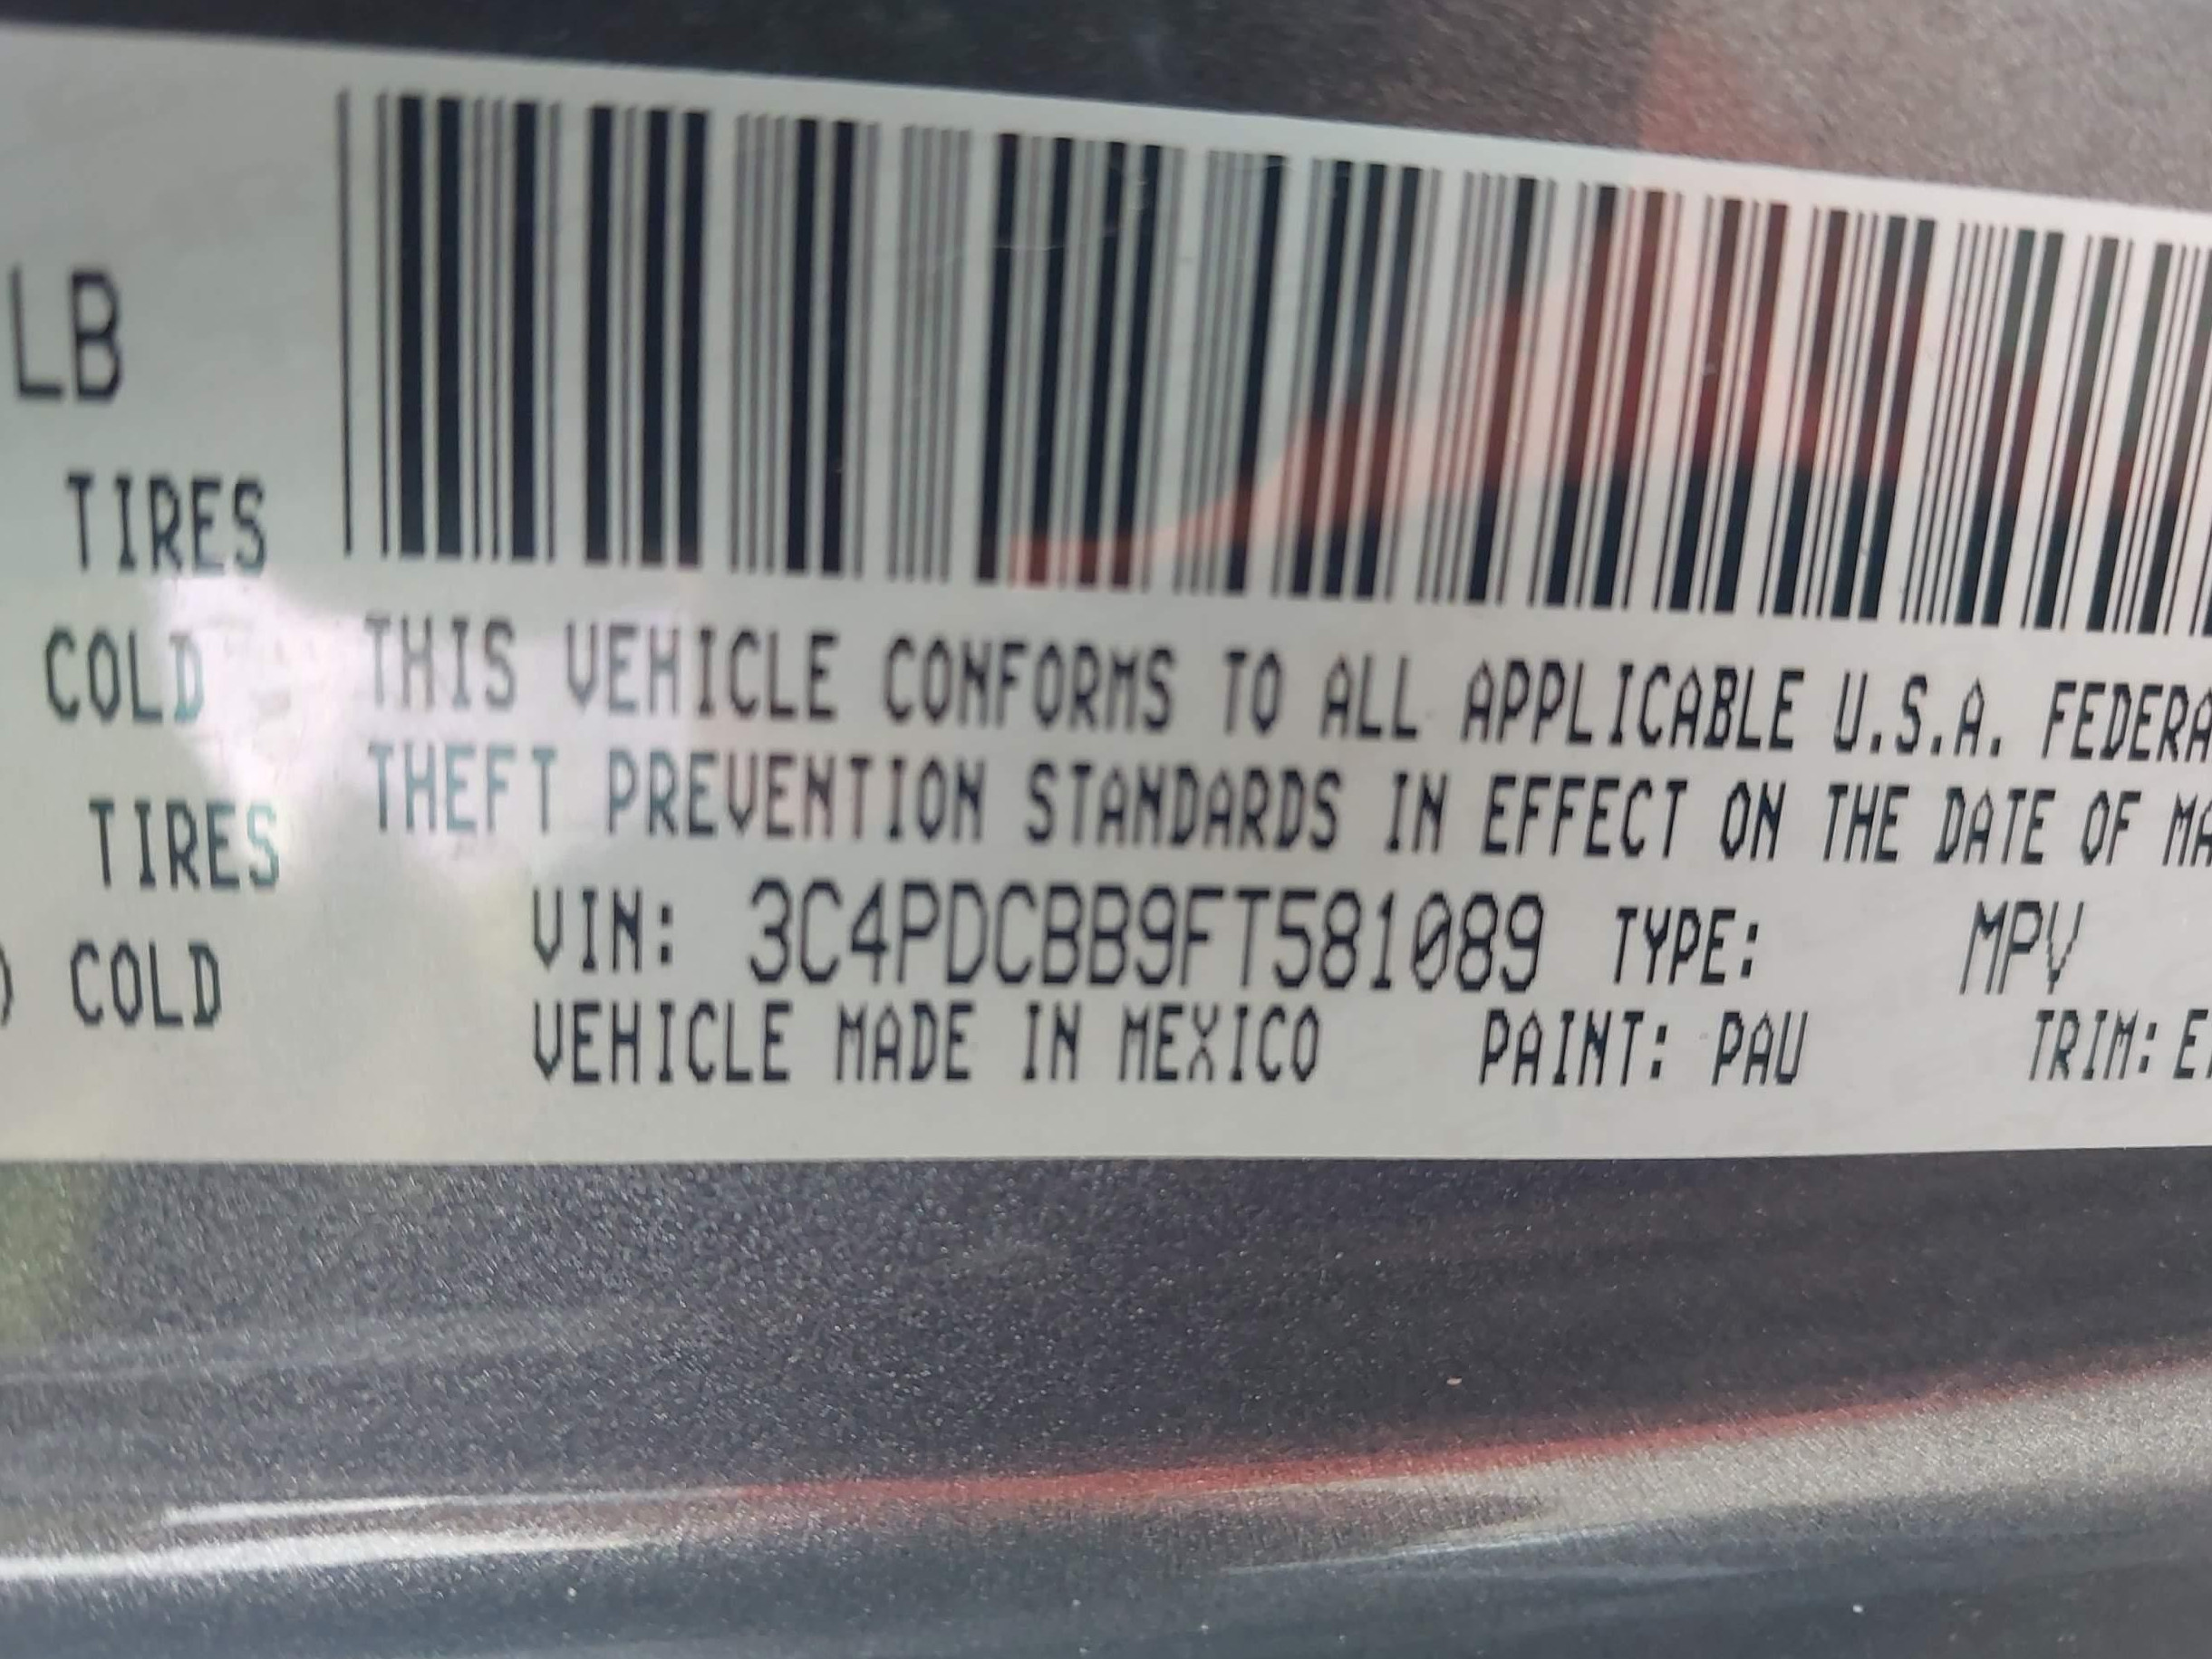 LB
TIRES
COLD
TIRES
) COLD
THIS VEHICLE CONFORMS TO ALL APPLICABLE U.S.A. FEDERA
THEFT PREVENTION STANDARDS IN EFFECT ON THE DATE OF MA
VIN: 3C4PDCBB9FT581089 TYPE: MPV
VEHICLE MADE IN MEXICO PAINT: PAU TRIM: